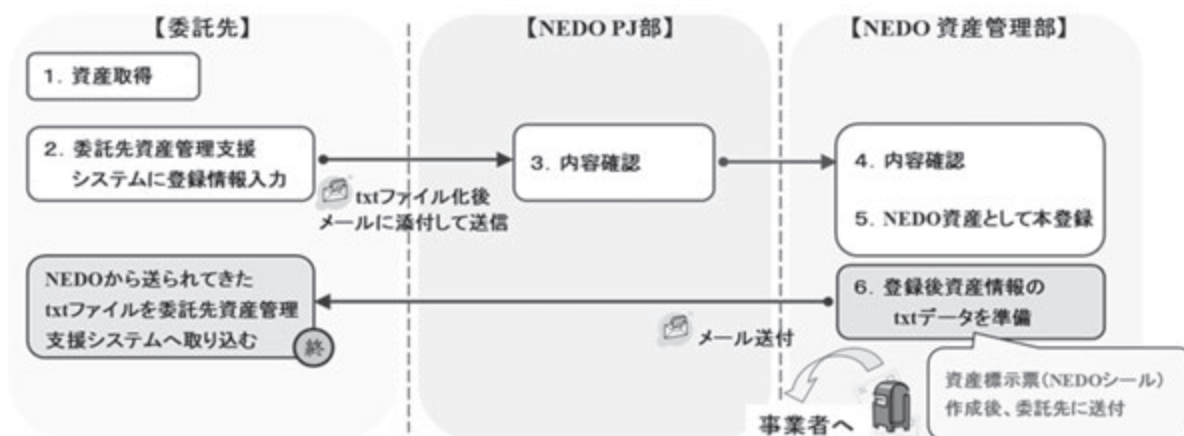 【委託先】
【NEDO PJ部】
【NEDO 資産管理部】
1. 資産取得
2. 委託先資産管理支援
システムに登録情報入力
txtファイル化後
メールに添付して送信
3. 内容確認
4. 内容確認
5. NEDO資産として本登録
NEDOから送られてきた
txtファイルを委託先資産管理
支援システムへ取り込む
終
6. 登録後資産情報の
txtデータを準備
メール送付
資産標示票(NEDOシール)
作成後、委託先に送付
事業者へ